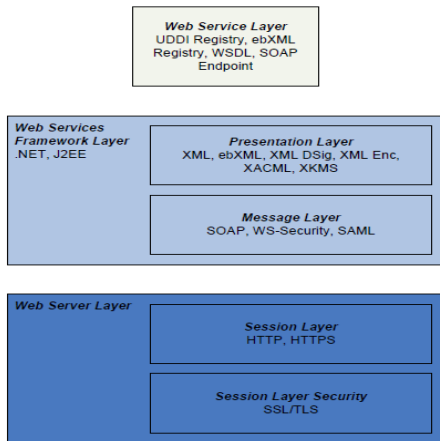 Web Service Layer
UDDI Registry, ebXML
Registry, WSDL, SOAP
Endpoint
Web Services
Framework Layer
.NET, J2EE
Presentation Layer
XML, ebXML, XML DSig, XML Enc,
XACML, XKMS
Message Layer
SOAP, WS-Security, SAML
Web Server Layer
Session Layer
HTTP, HTTPS
Session Layer Security
SSL/TLS